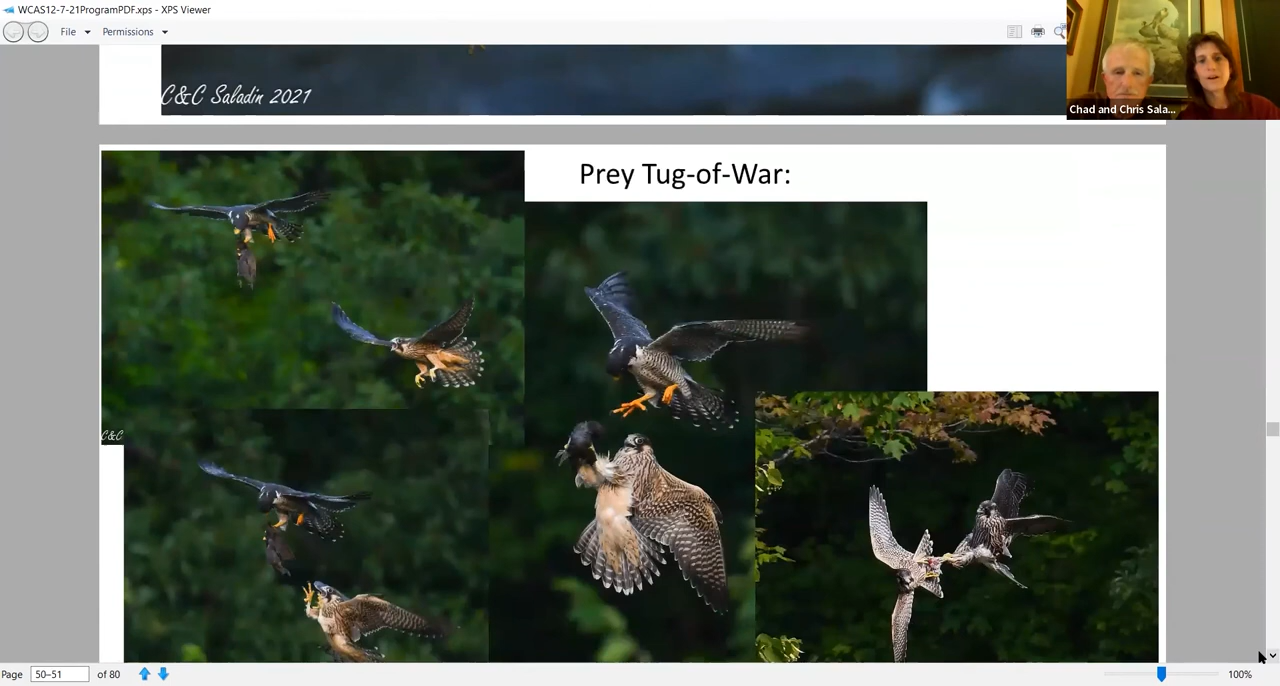 WCAS12-7-21ProgramPDF.xps - XPS Viewer
File Permissions
Chad and Chris Sala...
C&C Saladin 2021
Prey Tug-of-War:
C&C
Page 50–51 of 80
100%